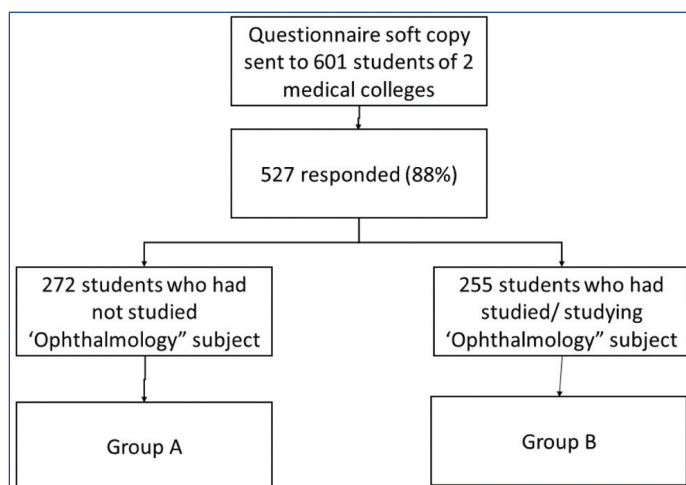 Questionnaire soft copy
sent to 601 students of 2
medical colleges
527 responded (88%)
272 students who had
not studied
‘Ophthalmology” subject
255 students who had
studied/ studying
‘Ophthalmology” subject
Group A
Group B